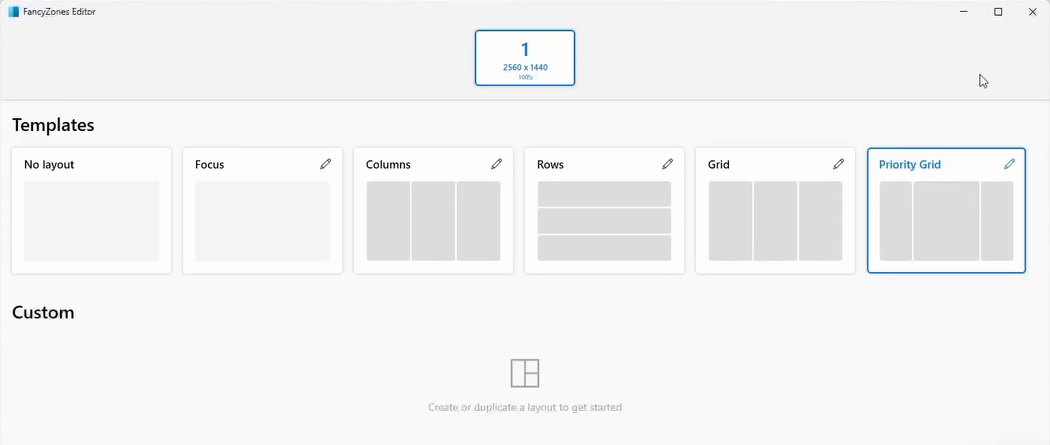 FancyZones Editor
1
2560 x 1440
100%
Templates
No layout
Focus
Columns
Rows
Grid
Priority Grid
Custom
Create or duplicate a layout to get started